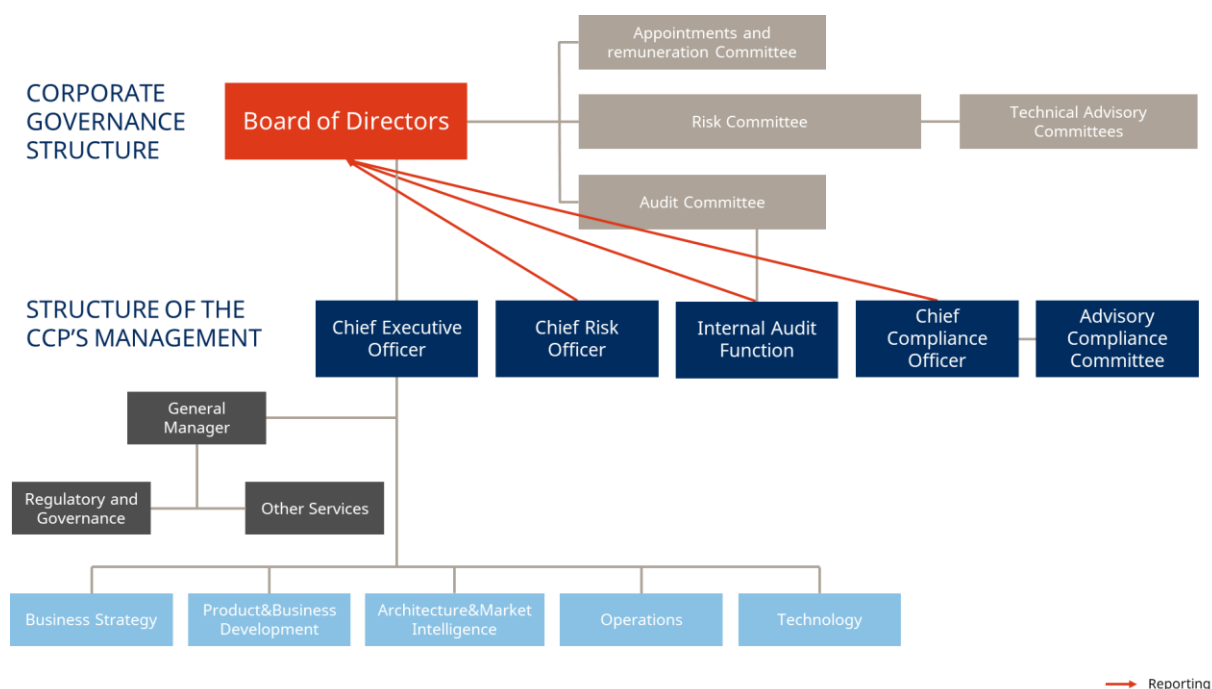 Appointments and
remuneration Committee
CORPORATE
GOVERNANCE
STRUCTURE
Board of Directors
Risk Committee
Technical Advisory
Committees
Audit Committee
STRUCTURE OF THE
CCP'S MANAGEMENT
Chief Executive
Officer
Chief Risk
Officer
Internal Audit
Function
Chief
Compliance
Officer
Advisory
Compliance
Committee
General
Manager
Regulatory and
Governance
Other Services
Business Strategy
Product&Business
Development
Architecture&Market
Intelligence
Operations
Technology
Reporting